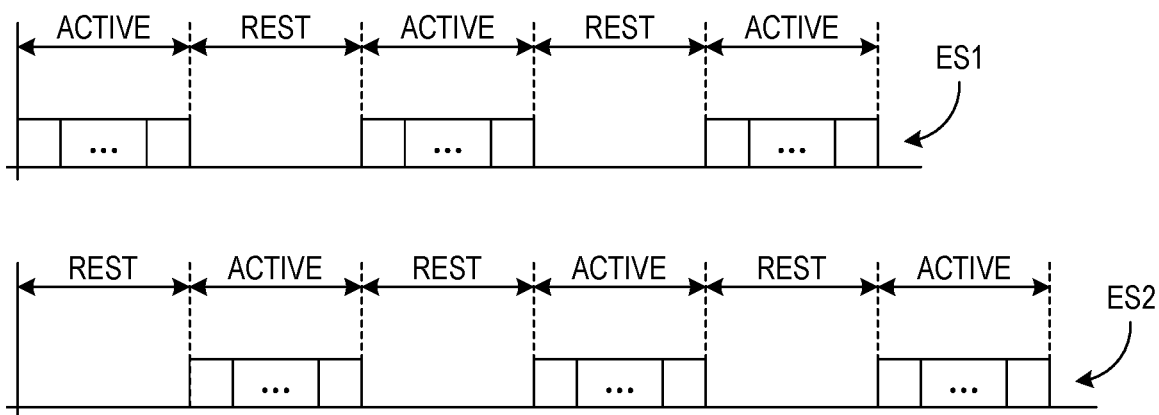 ACTIVE REST ACTIVE REST ACTIVE
ES1
... ... ...
REST ACTIVE REST ACTIVE REST ACTIVE
ES2
... ... ...